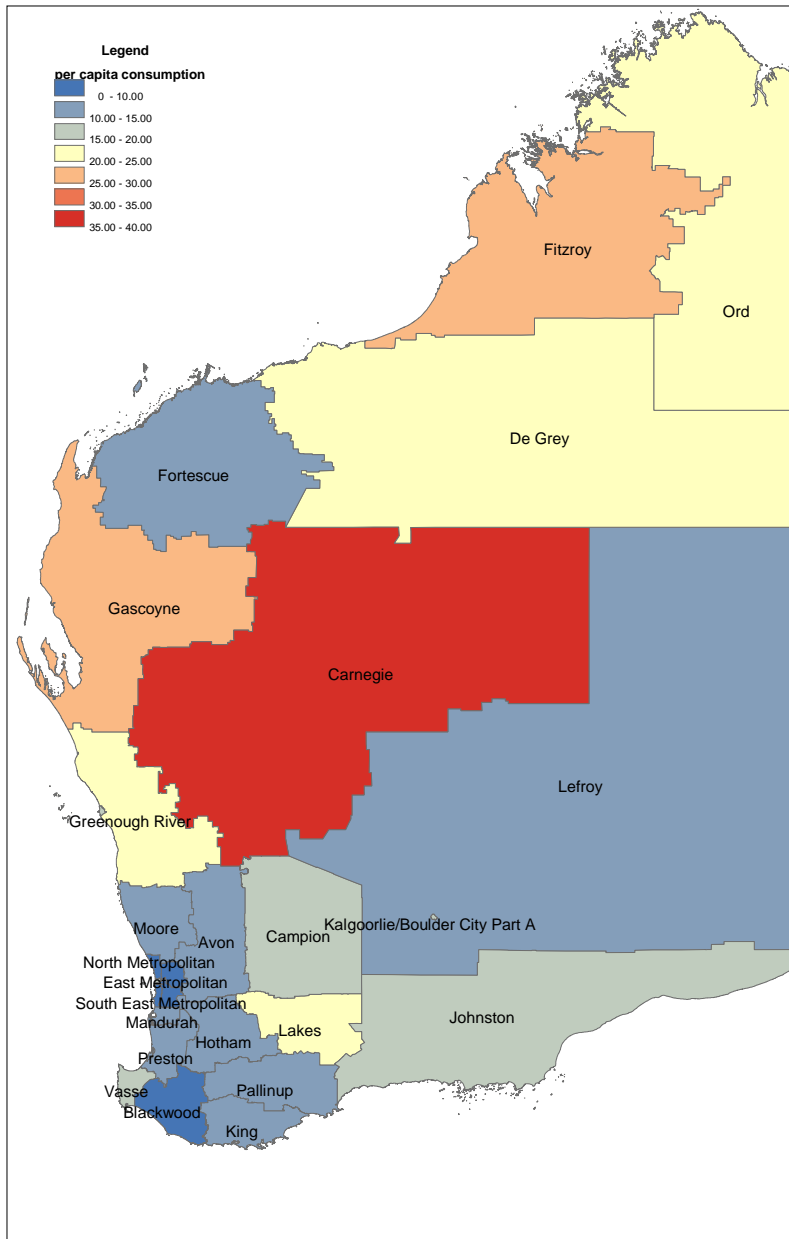 Legend
per capita consumption
0 - 10.00
10.00 - 15.00
15.00 - 20.00
20.00 - 25.00
25.00 - 30.00
30.00 - 35.00
35.00 - 40.00
Fitzroy
Ord
De Grey
Fortescue
Gascoyne
Carnegie
Lefroy
Greenough River
Kalgoorlie/Boulder City Part A
Moore
Avon
Campion
North Metropolitan
East Metropolitan
South East Metropolitan
Mandurah
Hotham
Lakes
Johnston
Preston
Vasse
Pallinup
Blackwood
King